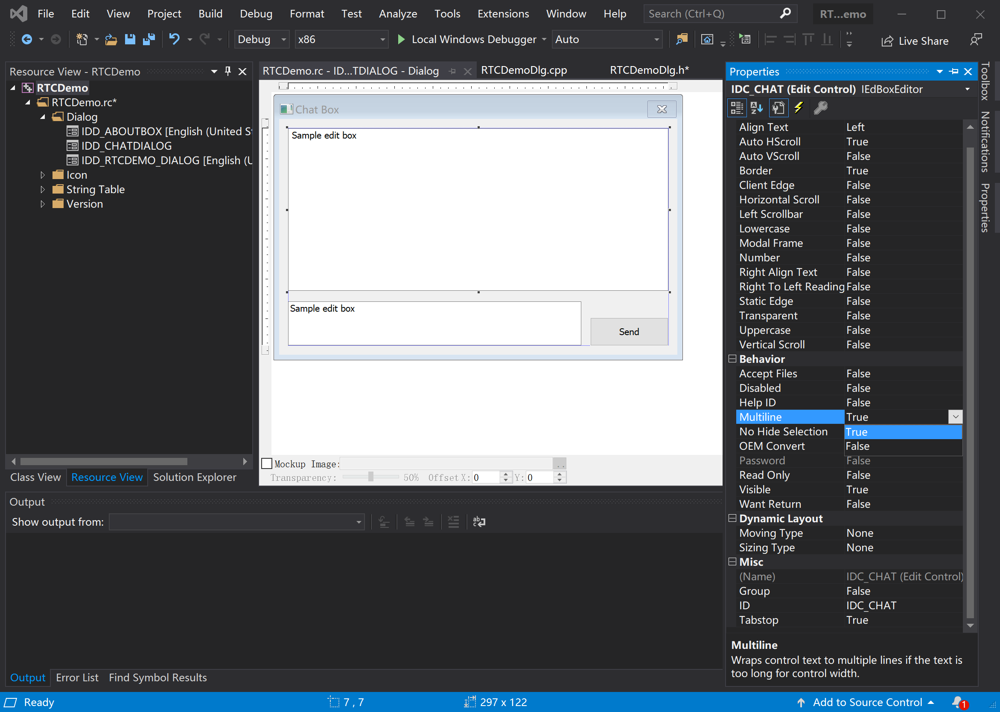 File Edit View Project Build Debug Format Test Analyze Tools Extensions Window Help Search (Ctrl+Q) RT...emo
Debug x86 Local Windows Debugger Auto Live Share
Resource View - RTCDemo
RTCDemo
RTCDemo.rc*
Dialog
IDD_ABOUTBOX [English (United St
IDD_CHATDIALOG
IDD_RTCDEMO_DIALOG [English (U
Icon
String Table
Version
Class View Resource View Solution Explorer
RTCDemo.rc - ID...TDIALOG - Dialog RTCDemoDlg.cpp RTCDemoDlg.h*
Chat Box
Sample edit box
Sample edit box
Send
Mockup Image: ..
Transparency: 50% Offset X: 0 Y: 0
Output
Show output from:
Output Error List Find Symbol Results
Properties
IDC_CHAT (Edit Control) IEdBoxEditor
Align Text Left
Auto HScroll True
Auto VScroll False
Border True
Client Edge False
Horizontal Scroll False
Left Scrollbar False
Lowercase False
Modal Frame False
Number False
Right Align Text False
Right To Left Reading False
Static Edge False
Transparent False
Uppercase False
Vertical Scroll False
Behavior
Accept Files False
Disabled False
Help ID False
Multiline True
No Hide Selection True
OEM Convert False
Password False
Read Only False
Visible True
Want Return False
Dynamic Layout
Moving Type None
Sizing Type None
Misc
(Name) IDC_CHAT (Edit Control)
Group False
ID IDC_CHAT
Tabstop True
Multiline
Wraps control text to multiple lines if the text is
too long for control width.
Toolbox
Notifications
Properties
Ready 7 , 7 297 x 122 Add to Source Control 1